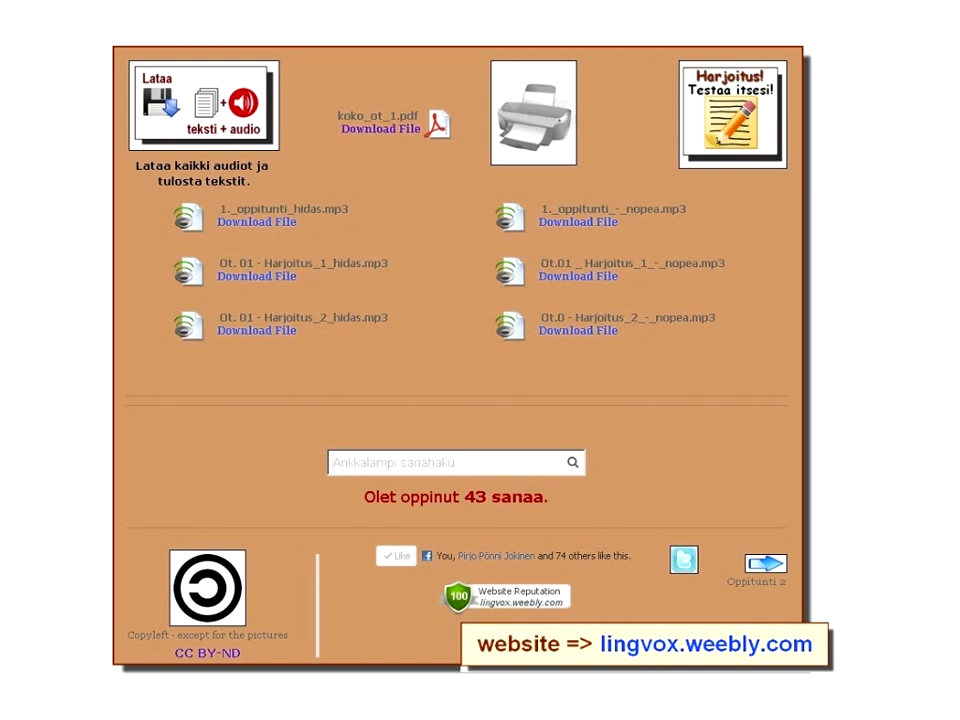 Lataa
teksti + audio
Lataa kaikki audiot ja
tulosta tekstit.
koko_ot_1.pdf
Download File
Harjoitus!
Testaa itsesi!
1._oppitunti_hidas.mp3
Download File
1._oppitunti_-_nopea.mp3
Download File
Ot. 01 - Harjoitus_1_hidas.mp3
Download File
Ot.01 _ Harjoitus_1_-_nopea.mp3
Download File
Ot. 01 - Harjoitus_2_hidas.mp3
Download File
Ot.0 - Harjoitus_2_-_nopea.mp3
Download File
Ankkalampi sanahaku
Olet oppinut 43 sanaa.
Like
You, Pirjo Pönni Jokinen and 74 others like this.
Oppitunti 2
100
Website Reputation
lingvox.weebly.com
Copyleft - except for the pictures
CC BY-ND
website => lingvox.weebly.com